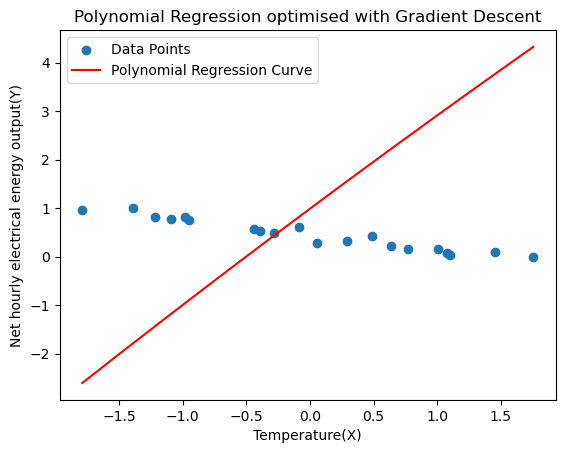 Polynomial Regression optimised with Gradient Descent
Data Points
Polynomial Regression Curve
Net hourly electrical energy output(Y)
4
3
2
1
0
−1
−2
−1.5
−1.0
−0.5
0.0
0.5
1.0
1.5
Temperature(X)